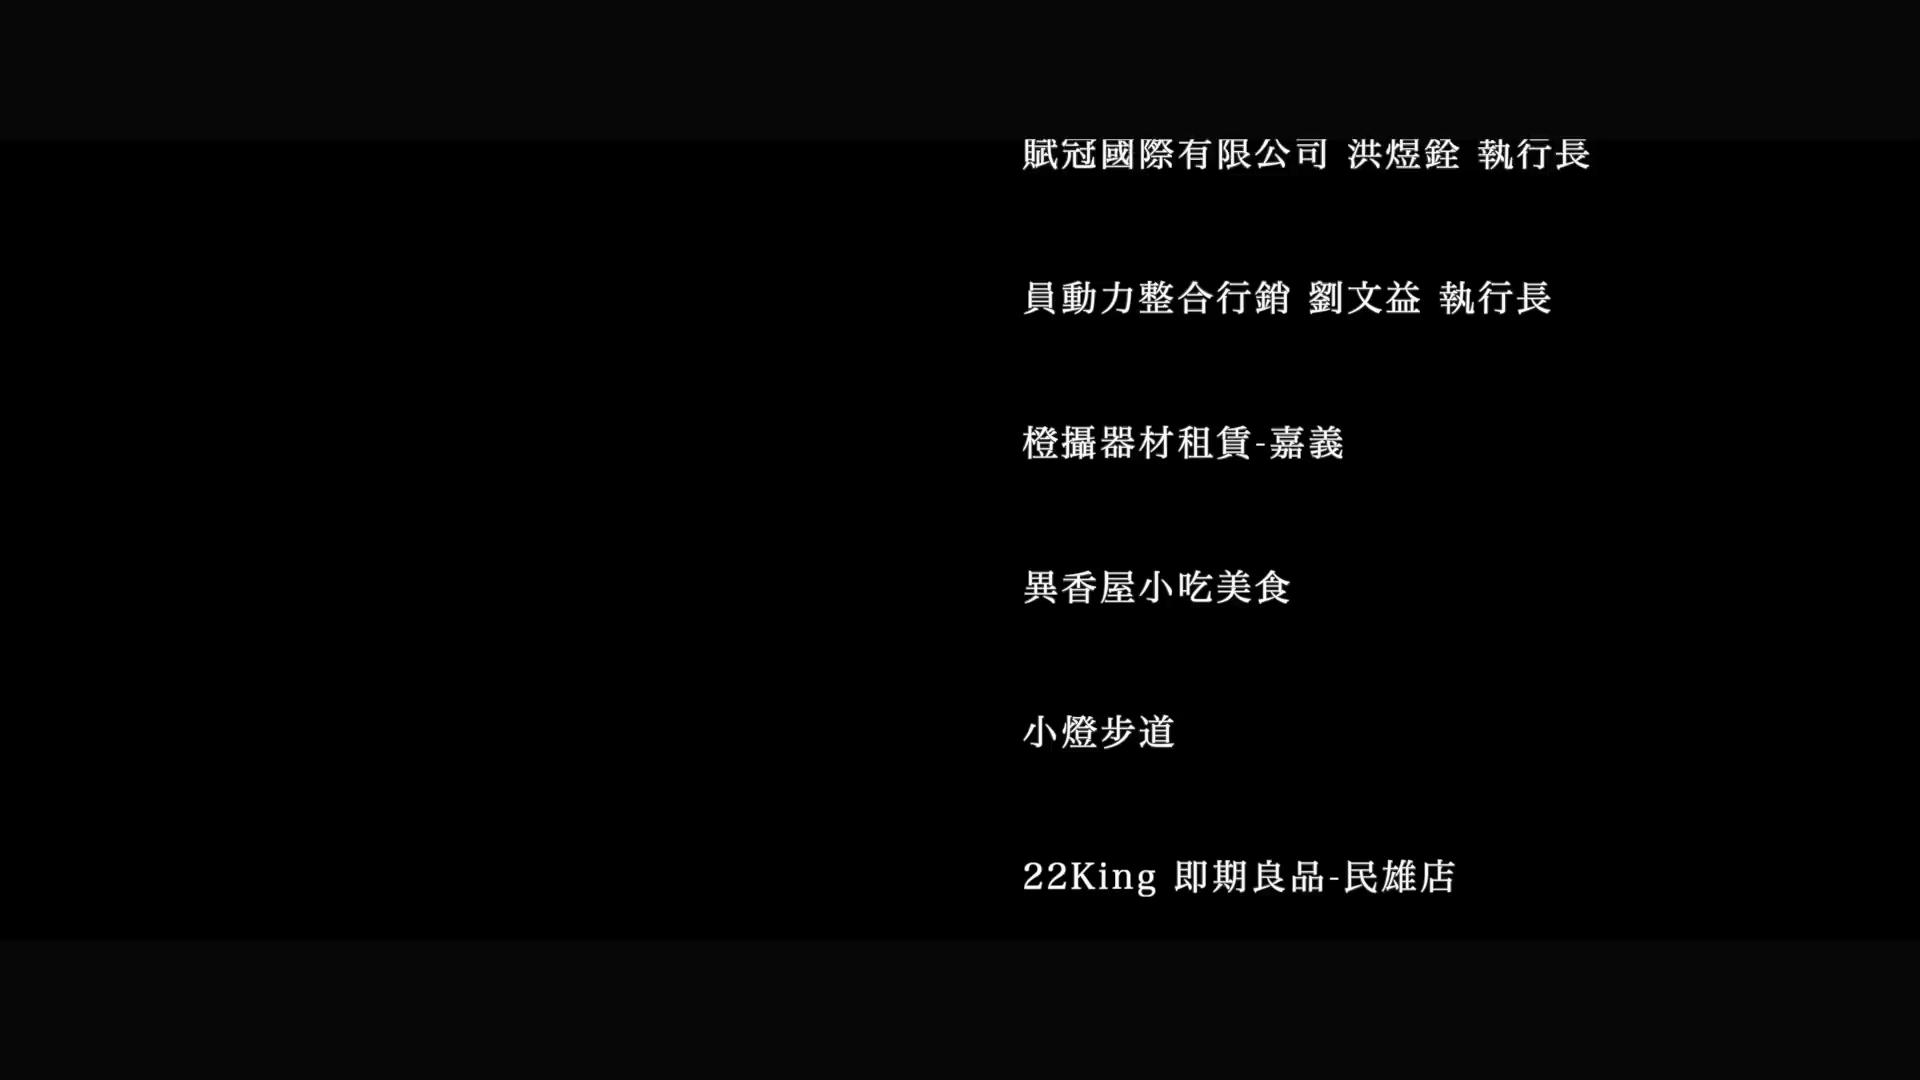 賦冠國際有限公司 洪煜銓 執行長
員動力整合行銷 劉文益 執行長
橙攝器材租賃-嘉義
異香屋小吃美食
小燈步道
22King 即期良品-民雄店